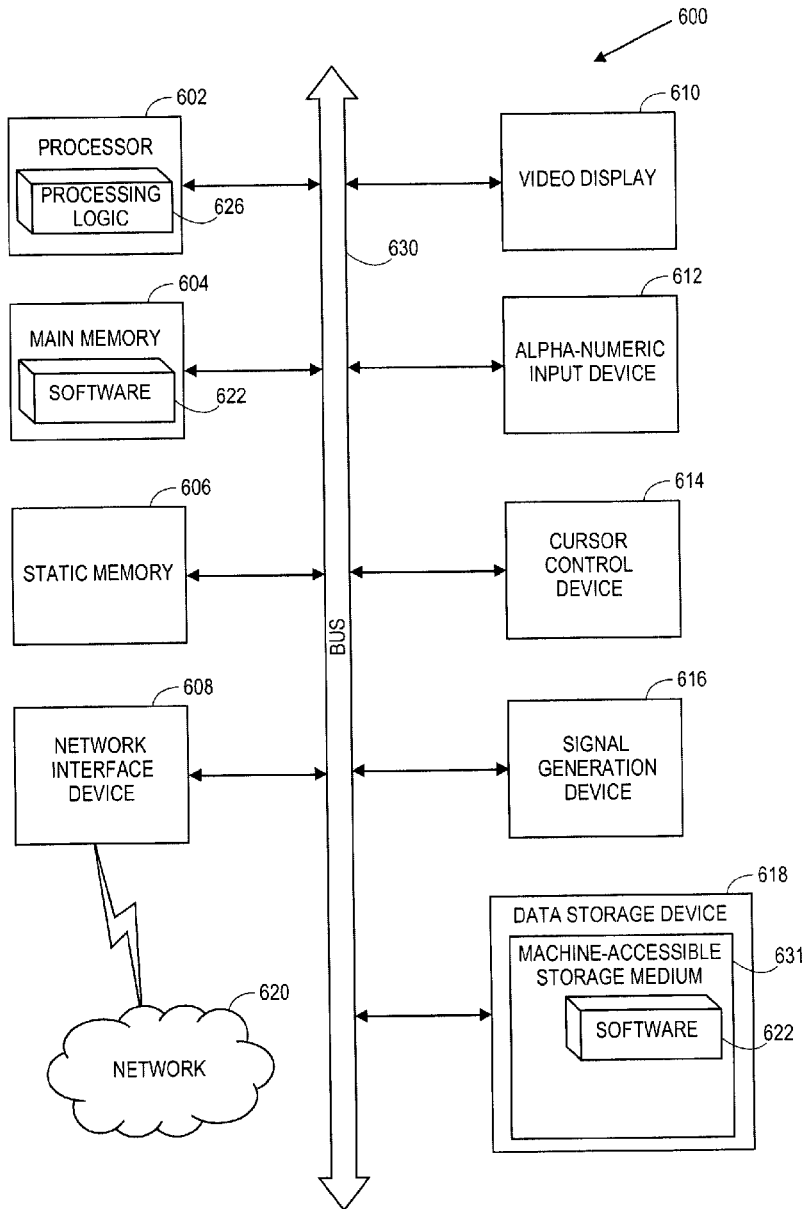 600
602
PROCESSOR
PROCESSING
LOGIC
626
610
VIDEO DISPLAY
630
604
MAIN MEMORY
SOFTWARE
622
612
ALPHA-NUMERIC
INPUT DEVICE
606
STATIC MEMORY
614
CURSOR
CONTROL
DEVICE
BUS
608
NETWORK
INTERFACE
DEVICE
616
SIGNAL
GENERATION
DEVICE
620
NETWORK
618
DATA STORAGE DEVICE
MACHINE-ACCESSIBLE
STORAGE MEDIUM
631
SOFTWARE
622